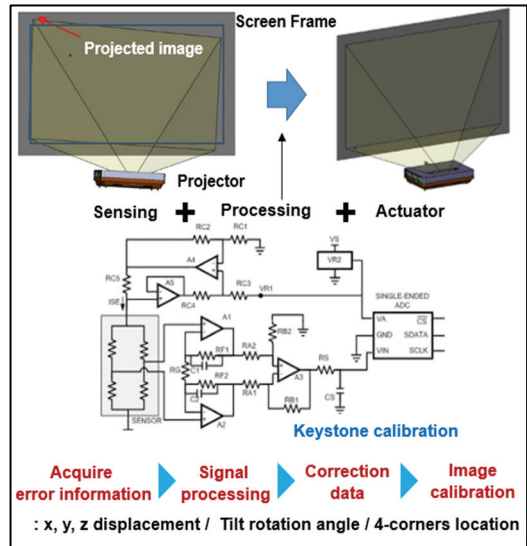 Screen Frame
Projected image
Projector
Sensing + Processing + Actuator
RC2 RC1
VS
A4
VR2
RC5
A5
RC3
VR1
RC4
ISE
SINGLE-ENDED
ADC
VA CS
GND SDATA
VIN SCLK
A1
RB2
RF1 RA2
C1
RG
RF2
A3
RS
C2
RA1
CS
RB1
SENSOR
A2
Keystone calibration
Acquire error information
Signal processing
Correction data
Image calibration
: x, y, z displacement / Tilt rotation angle / 4-corners location